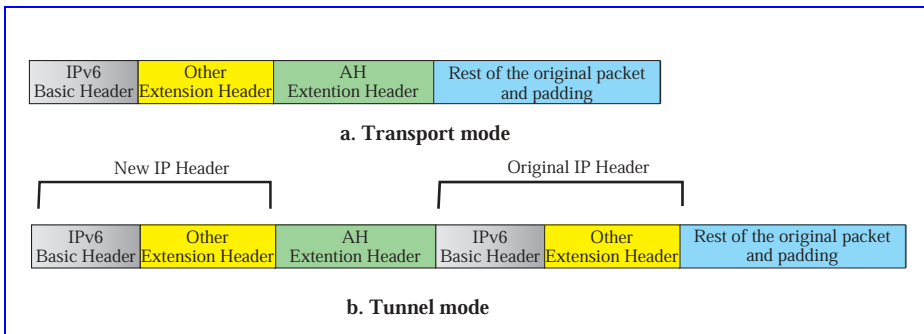 IPv6
Basic Header
Other
Extension Header
AH
Extention Header
Rest of the original packet
and padding
a. Transport mode
New IP Header
Original IP Header
IPv6
Basic Header
Other
Extension Header
AH
Extention Header
IPv6
Basic Header
Other
Extension Header
Rest of the original packet
and padding
b. Tunnel mode